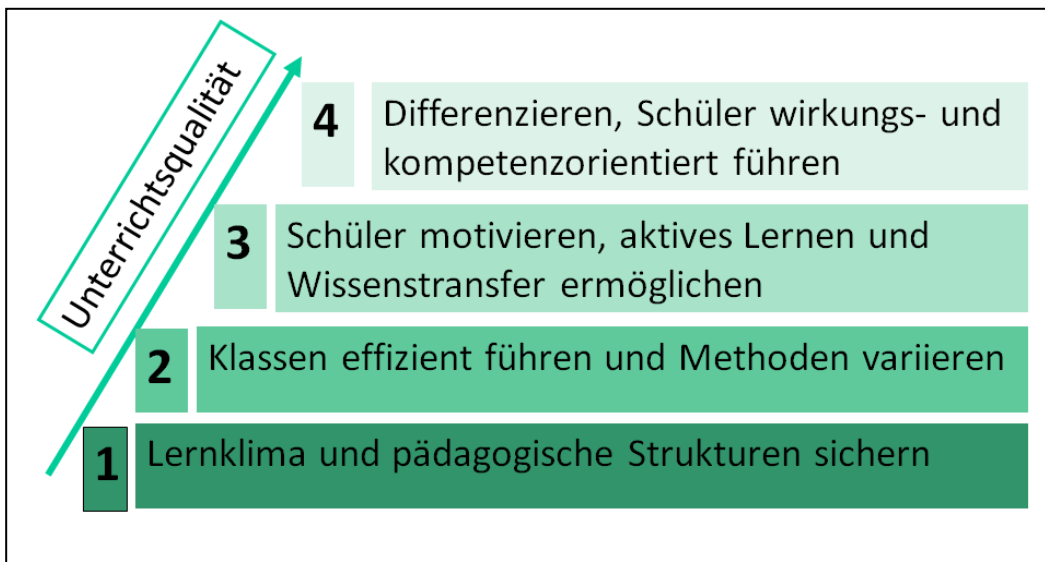 Unterrichtsqualität
4
Differenzieren, Schüler wirkungs- und
kompetenzorientiert führen
3
Schüler motivieren, aktives Lernen und
Wissenstransfer ermöglichen
2
Klassen effizient führen und Methoden variieren
1
Lernklima und pädagogische Strukturen sichern